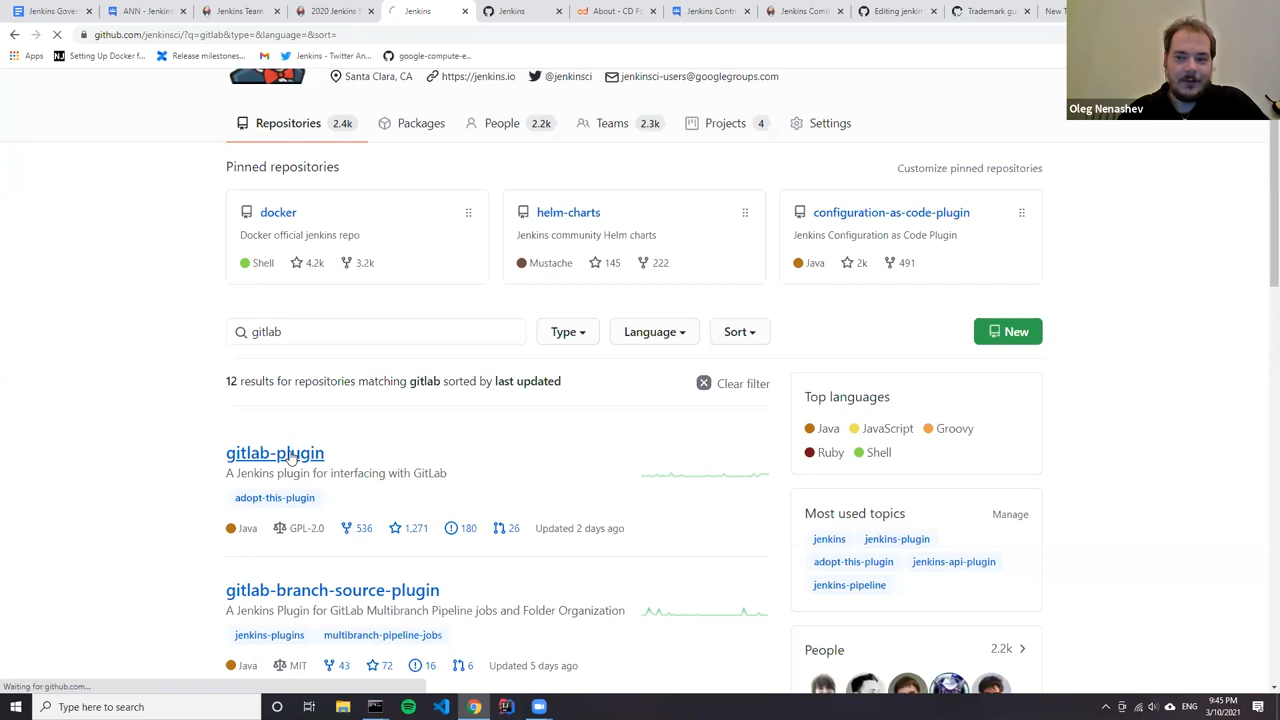 Jenkins Govern
ANN - Jenkins
Jenkins Team
2020 Jenkins S
Jenkins
Jenkins
About - CD F
Jenkins Contri
Jenkins Comm
Editing jenkin
Trademark gu
New T
github.com/jenkinsci/?q=gitlab&type=&language=&sort=
Apps
Setting Up Docker f...
Release milestones...
Jenkins - Twitter An...
google-compute-e...
Santa Clara, CA
https://jenkins.io
@jenkinsci
jenkinsci-users@googlegroups.com
Oleg Nenashev
Repositories 2.4k
Packages
People 2.2k
Teams 2.3k
Projects 4
Settings
Pinned repositories
Customize pinned repositories
docker
Docker official jenkins repo
Shell 4.2k 3.2k
helm-charts
Jenkins community Helm charts
Mustache 145 222
configuration-as-code-plugin
Jenkins Configuration as Code Plugin
Java 2k 491
gitlab
Type
Language
Sort
New
12 results for repositories matching gitlab sorted by last updated
Clear filter
gitlab-plugin
A Jenkins plugin for interfacing with GitLab
adopt-this-plugin
Java GPL-2.0 536 1,271 180 26 Updated 2 days ago
gitlab-branch-source-plugin
A Jenkins Plugin for GitLab Multibranch Pipeline jobs and Folder Organization
jenkins-plugins multibranch-pipeline-jobs
Java MIT 43 72 16 6 Updated 5 days ago
Top languages
Java JavaScript Groovy
Ruby Shell
Most used topics
Manage
jenkins jenkins-plugin
adopt-this-plugin jenkins-api-plugin
jenkins-pipeline
People
2.2k
Waiting for github.com...
Type here to search
9:45 PM
3/10/2021